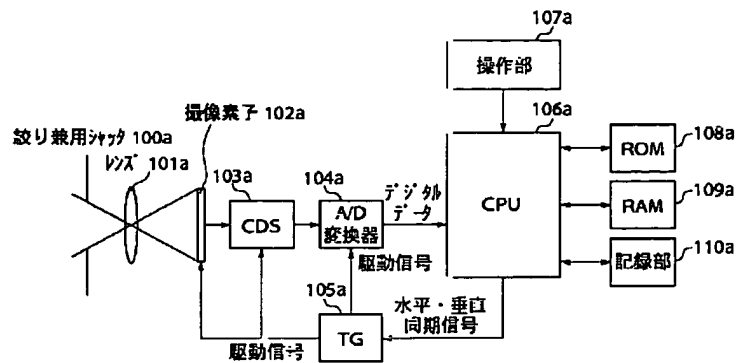 107a
操作部
撮像素子 102a
106a
絞り兼用シャッタ 100a
レンズ
101a
103a
104a
デジタル
データ
ROM
108a
CDS
A/D
変換器
CPU
RAM
109a
駆動信号
記録部
110a
105a
水平・垂直
同期信号
駆動信号
TG